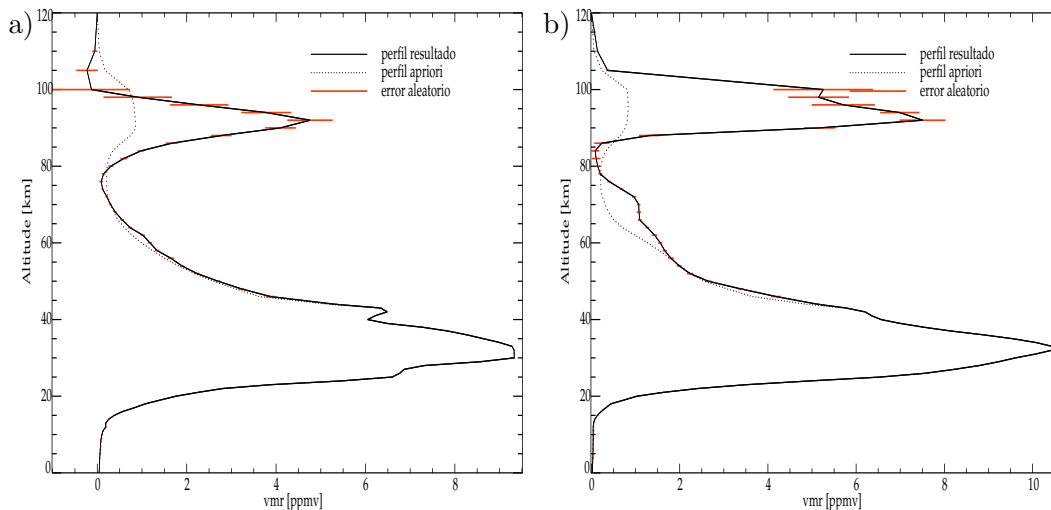 a)
120
100
80
60
40
20
0
Altitude [km]
perfil resultado
perfil apriori
error aleatorio
0
2
4
6
8
vmr [ppmv]
b)
120
100
80
60
40
20
0
Altitude [km]
perfil resultado
perfil apriori
error aleatorio
0
2
4
6
8
10
vmr [ppmv]